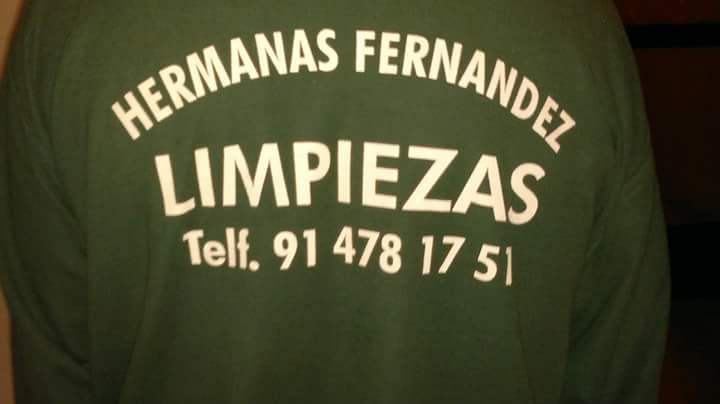 HERMANAS FERNANDEZ
LIMPIEZAS
Telf. 91 478 17 51